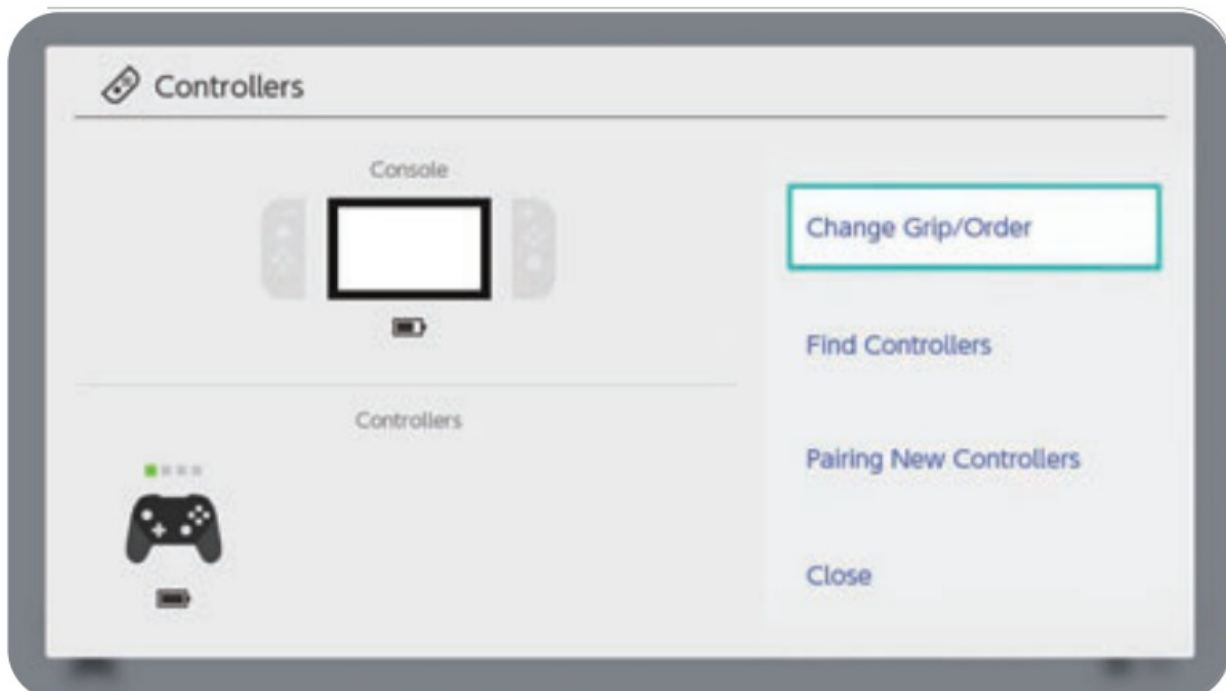 Controllers
Console
Change Grip/Order
Find Controllers
Controllers
Pairing New Controllers
Close